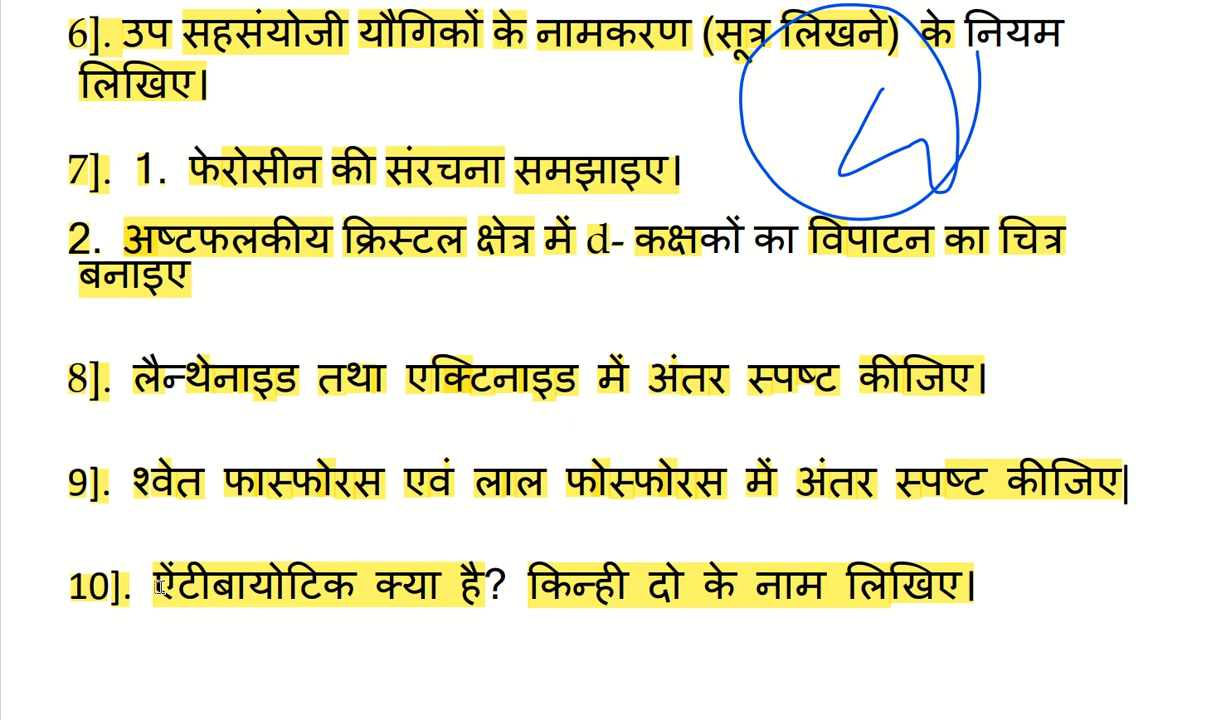 6]. उप सहसंयोजी यौगिकों के नामकरण (सूत्र लिखने) के नियम
लिखिए।
7]. 1. फेरोसीन की संरचना समझाइए।
2. अष्टफलकीय क्रिस्टल क्षेत्र में d- कक्षकों का विपाटन का चित्र
बनाइए
8]. लैन्थेनाइड तथा एक्टिनाइड में अंतर स्पष्ट कीजिए।
9]. श्वेत फास्फोरस एवं लाल फोस्फोरस में अंतर स्पष्ट कीजिए|
10]. ऐंटीबायोटिक क्या है? किन्ही दो के नाम लिखिए।